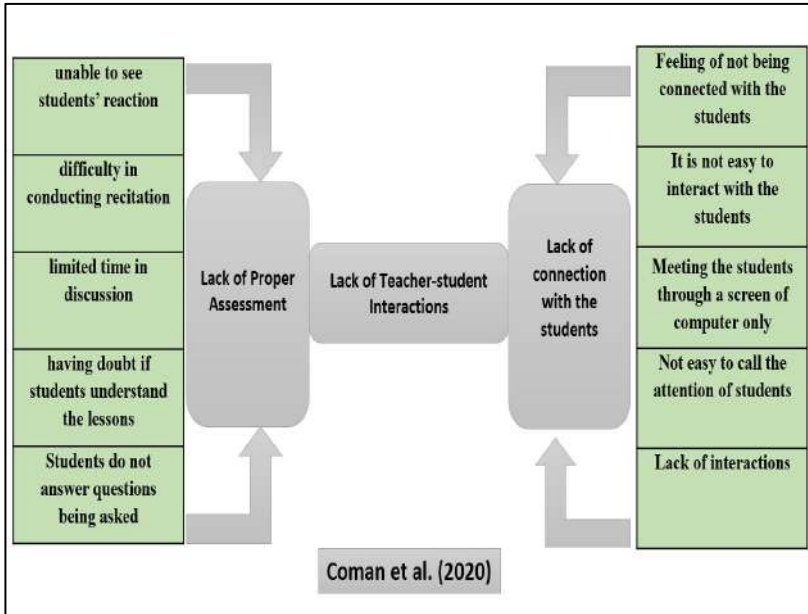 unable to see
students' reaction
difficulty in
conducting recitation
limited time in
discussion
having doubt if
students understand
the lessons
Students do not
answer questions
being asked
Lack of Proper
Assessment
Lack of Teacher-student
Interactions
Lack of
connection
with the
students
Feeling of not being
connected with the
students
It is not easy to
interact with the
students
Meeting the students
through a screen of
computer only
Not easy to call the
attention of students
Lack of interactions
Coman et al. (2020)